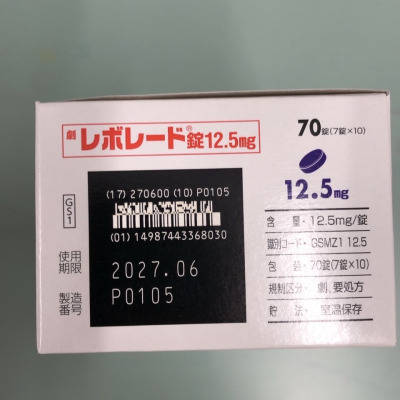 劇 レボレード®錠12.5mg
70錠(7錠×10)
12.5mg
GS1
(17) 270600 (10) P0105
(01) 14987443368030
使用期限 2027.06
製造番号 P0105
含量・12.5mg/錠
識別コード・GSMZ1 12.5
包装・70錠(7錠×10)
規制区分・劇、要処方
貯法・室温保存